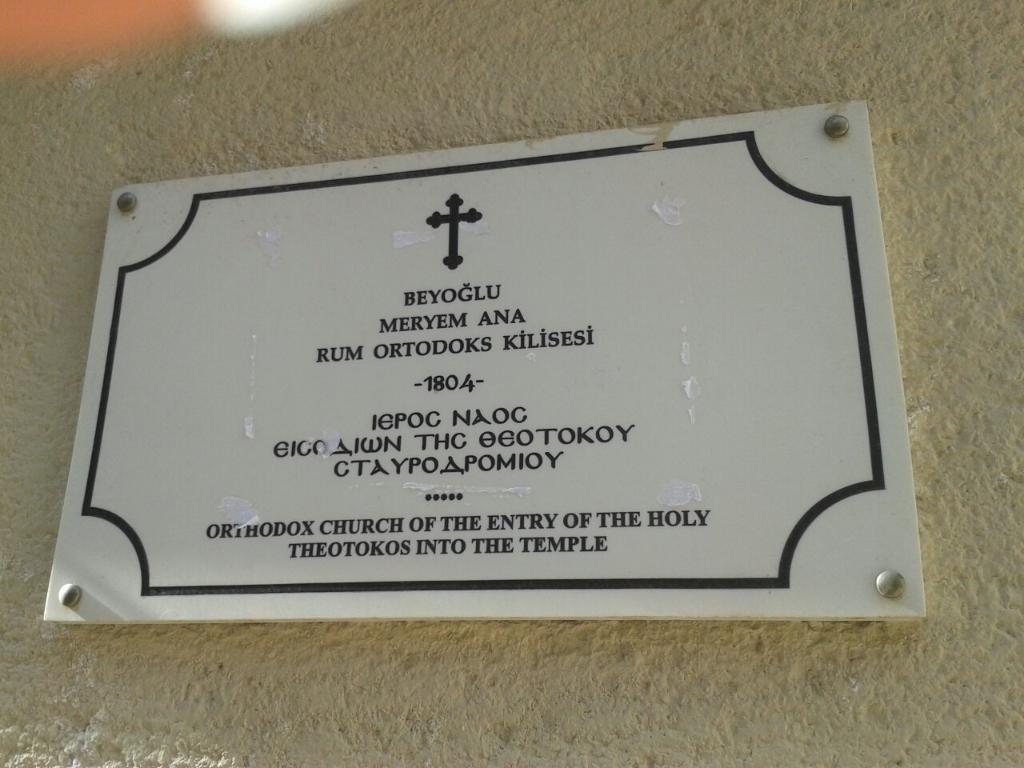 BEYOĞLU
MERYEM ANA
RUM ORTODOKS KİLİSESİ
-1804-
ΙΕΡΟϹ ΝΑΟϹ
ΕΙϹΟΔΙΩΝ ΤΗϹ ΘΕΟΤΟΚΟΥ
ϹΤΑΥΡΟΔΡΟΜΙΟΥ
•••••
ORTHODOX CHURCH OF THE ENTRY OF THE HOLY
THEOTOKOS INTO THE TEMPLE